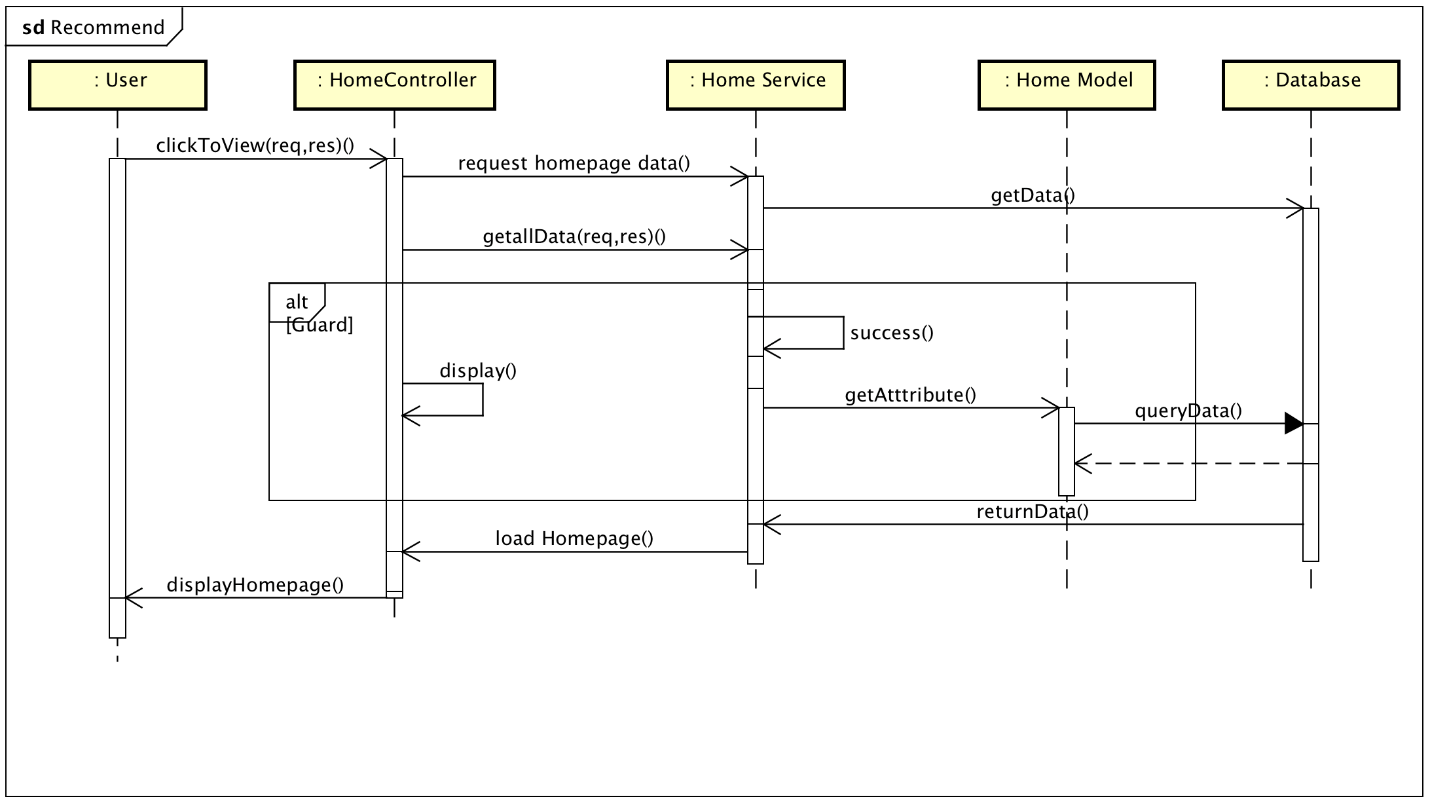 sd Recommend
: User
: HomeController
: Home Service
: Home Model
: Database
clickToView(req,res)()
request homepage data()
getData()
getallData(req,res)()
alt
[Guard]
success()
display()
getAtttribute()
queryData()
returnData()
load Homepage()
displayHomepage()